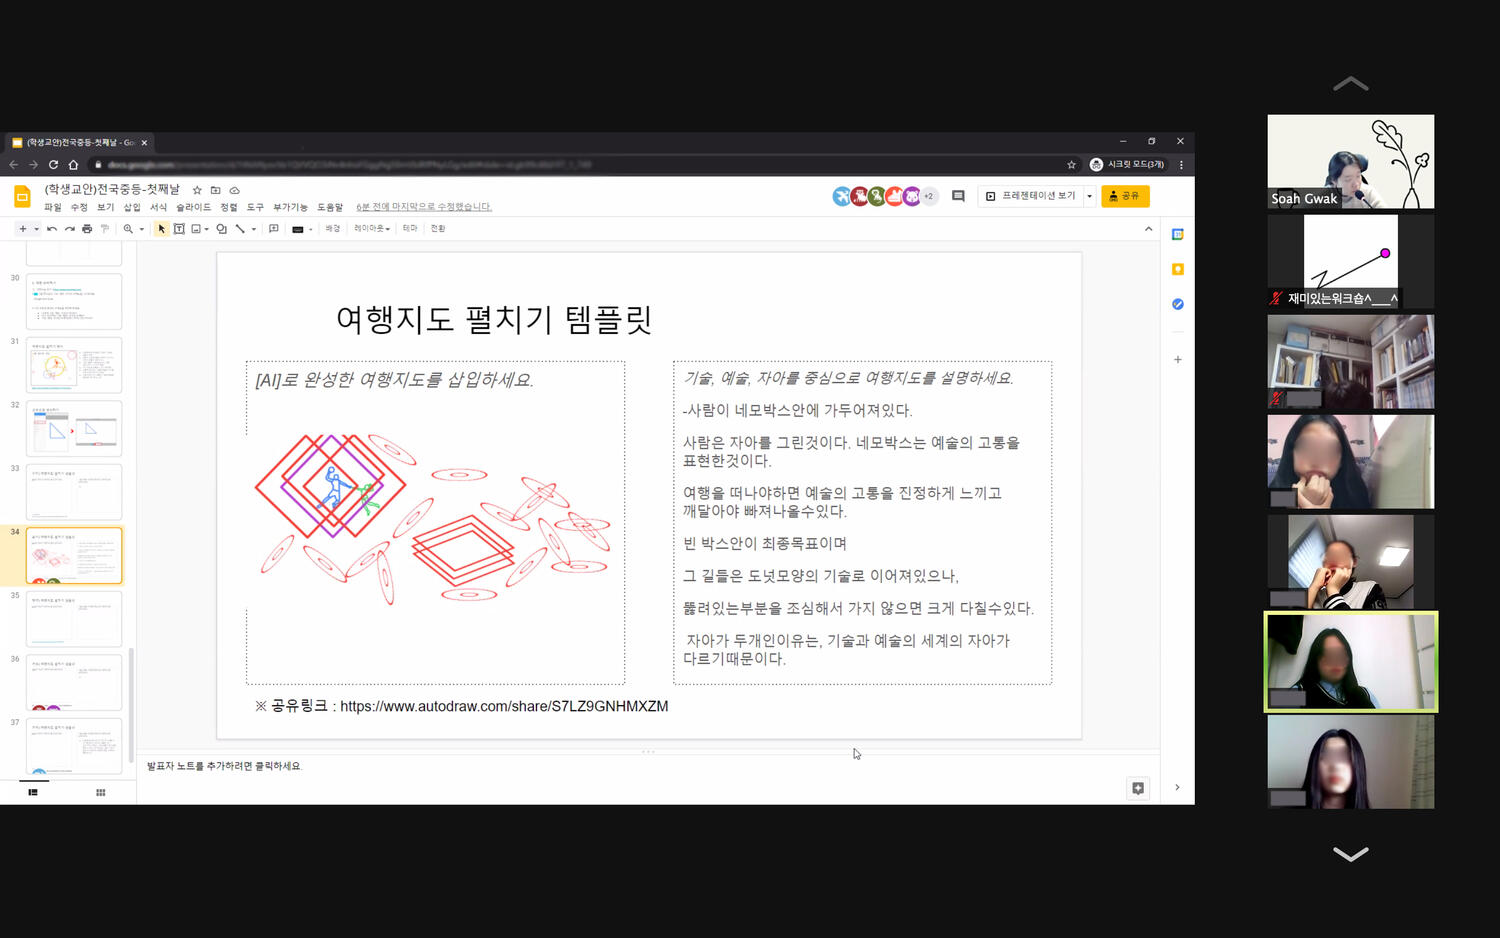 (학생교안)전국중등-첫째날 - Go
시크릿 모드(3개)
(학생교안)전국중등-첫째날
파일 수정 보기 삽입 서식 슬라이드 정렬 도구 부가기능 도움말 6분 전에 마지막으로 수정했습니다.
+2
프레젠테이션 보기
공유
배경 레이아웃 테마 전환
30
31
32
33
34
35
36
37
여행지도 펼치기 템플릿
[AI]로 완성한 여행지도를 삽입하세요.
기술, 예술, 자아를 중심으로 여행지도를 설명하세요.
-사람이 네모박스안에 가두어져있다.
사람은 자아를 그린것이다. 네모박스는 예술의 고통을
표현한것이다.
여행을 떠나야하면 예술의 고통을 진정하게 느끼고
깨달아야 빠져나올수있다.
빈 박스안이 최종목표이며
그 길들은 도넛모양의 기술로 이어져있으나,
뚫려있는부분을 조심해서 가지 않으면 크게 다칠수있다.
자아가 두개인이유는, 기술과 예술의 세계의 자아가
다르기때문이다.
※ 공유링크 : https://www.autodraw.com/share/S7LZ9GNHMXZM
발표자 노트를 추가하려면 클릭하세요.
Soah Gwak
재미있는워크숍^___^